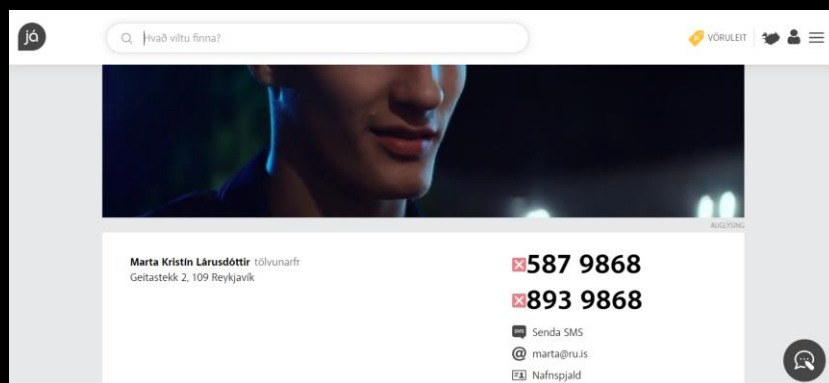 já
Hvað viltu finna?
VÖRULEIT
AUGLÝSING
Marta Kristín Lárusdóttir tölvunarfr
Geitastekk 2, 109 Reykjavík
587 9868
893 9868
SMS Senda SMS
@ marta@ru.is
Nafnspjald